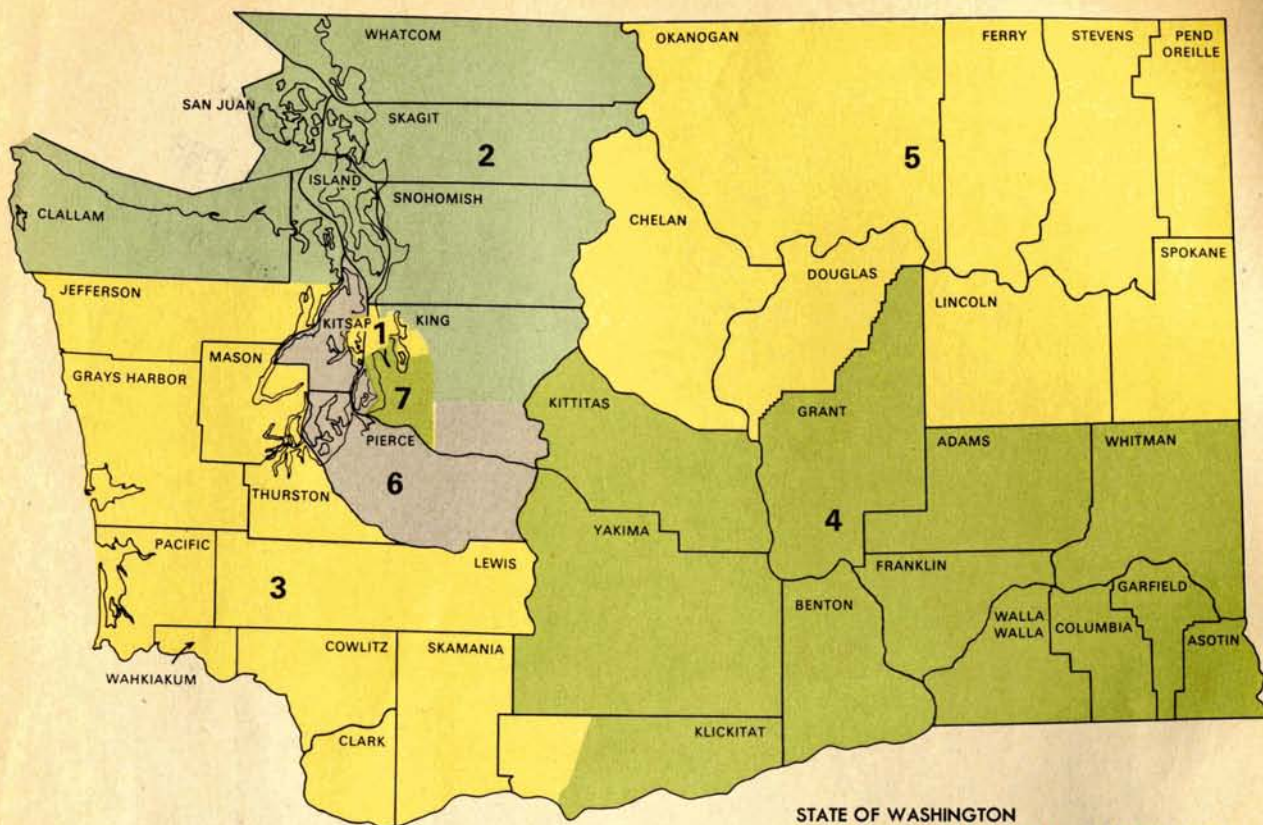 WHATCOM
OKANOGAN
FERRY
STEVENS
PEND
OREILLE
SAN JUAN
SKAGIT
2
5
ISLAND
SNOHOMISH
CLALLAM
CHELAN
SPOKANE
DOUGLAS
JEFFERSON
LINCOLN
KITSAP
1
KING
MASON
GRAYS HARBOR
7
KITTITAS
GRANT
PIERCE
ADAMS
WHITMAN
6
THURSTON
4
YAKIMA
PACIFIC
LEWIS
FRANKLIN
3
GARFIELD
BENTON
WALLA
WALLA
COLUMBIA
ASOTIN
COWLITZ
SKAMANIA
WAHKIAKUM
KLICKITAT
CLARK
STATE OF WASHINGTON